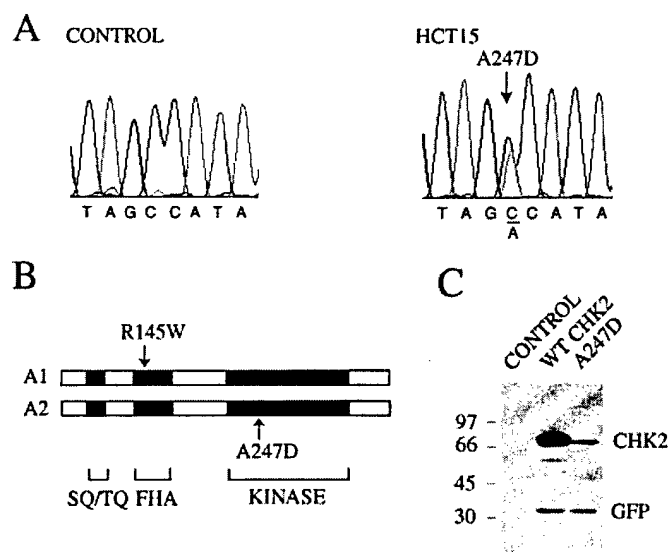 A
CONTROL
HCT15
A247D
T A G C C A T A
T A G C C A T A
A
B
R145W
A1
A2
A247D
SQ/TQ FHA KINASE
C
CONTROL
WT CHK2
A247D
97
66
45
30
CHK2
GFP